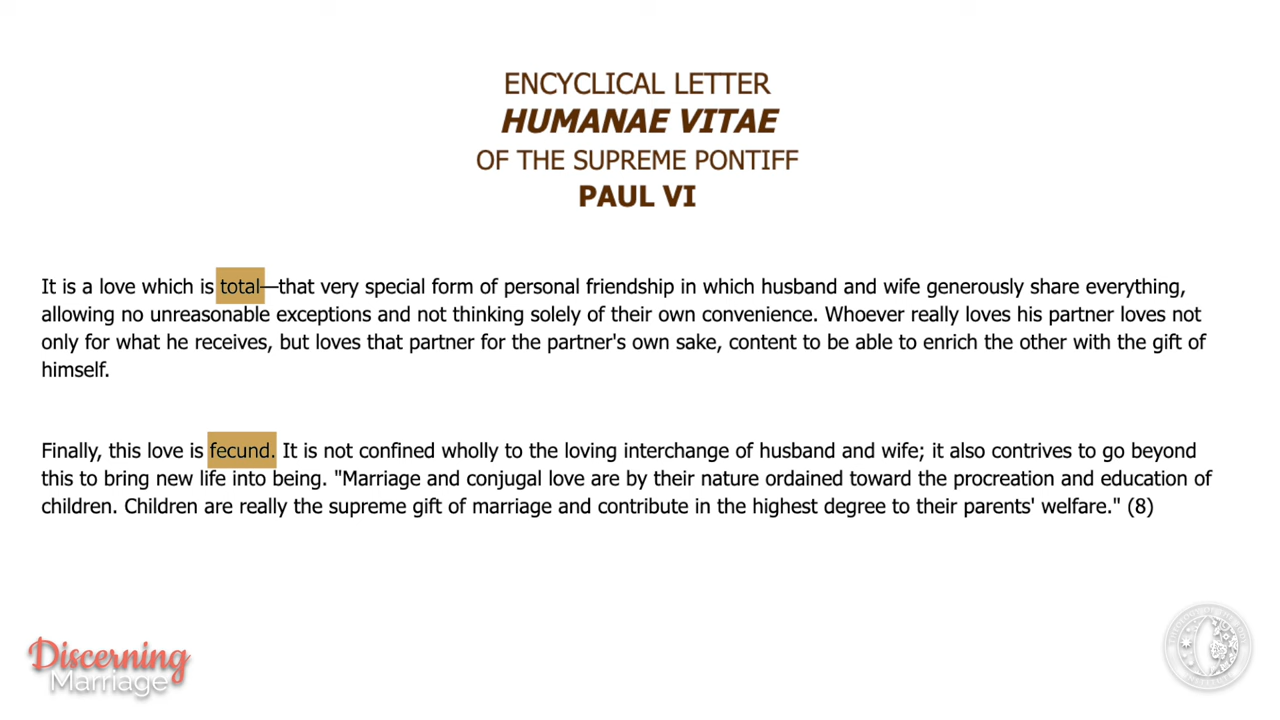 ENCYCLICAL LETTER
HUMANAE VITAE
OF THE SUPREME PONTIFF
PAUL VI
It is a love which is total—that very special form of personal friendship in which husband and wife generously share everything,
allowing no unreasonable exceptions and not thinking solely of their own convenience. Whoever really loves his partner loves not
only for what he receives, but loves that partner for the partner's own sake, content to be able to enrich the other with the gift of
himself.
Finally, this love is fecund. It is not confined wholly to the loving interchange of husband and wife; it also contrives to go beyond
this to bring new life into being. "Marriage and conjugal love are by their nature ordained toward the procreation and education of
children. Children are really the supreme gift of marriage and contribute in the highest degree to their parents' welfare." (8)
Discerning
Marriage